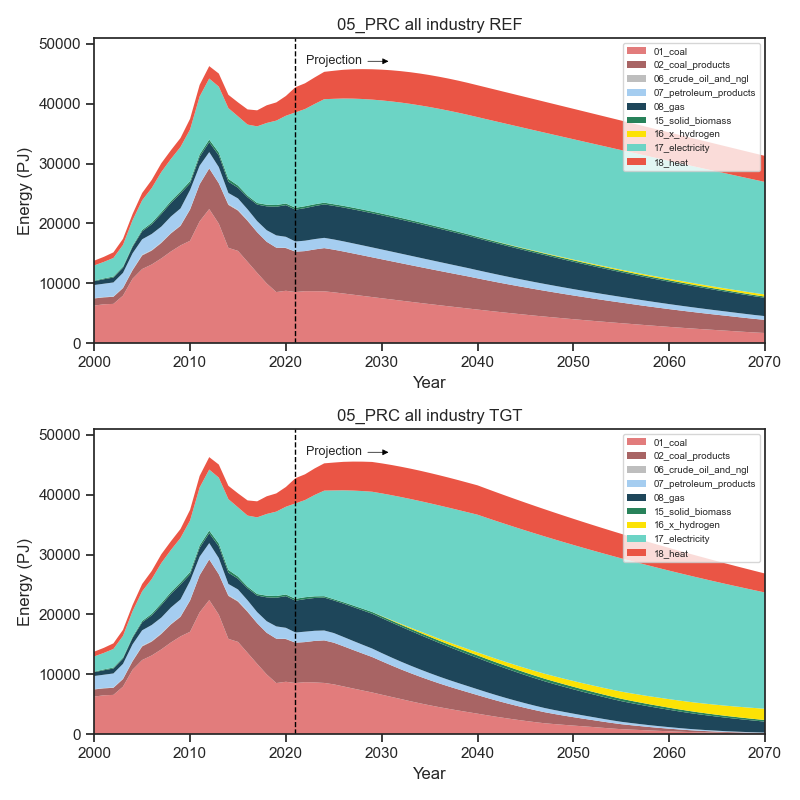 05_PRC all industry REF
50000
40000
30000
20000
10000
0
Energy (PJ)
Projection
01_coal
02_coal_products
06_crude_oil_and_ngl
07_petroleum_products
08_gas
15_solid_biomass
16_x_hydrogen
17_electricity
18_heat
2000 2010 2020 2030 2040 2050 2060 2070
Year
05_PRC all industry TGT
50000
40000
30000
20000
10000
0
Energy (PJ)
Projection
01_coal
02_coal_products
06_crude_oil_and_ngl
07_petroleum_products
08_gas
15_solid_biomass
16_x_hydrogen
17_electricity
18_heat
2000 2010 2020 2030 2040 2050 2060 2070
Year